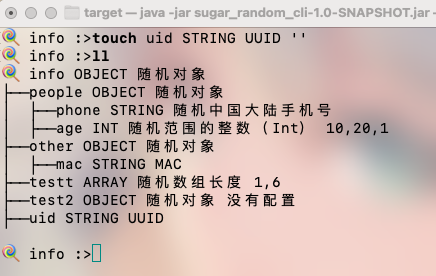 target — java -jar sugar_random_cli-1.0-SNAPSHOT.jar
🍭 info :>touch uid STRING UUID ''
🍭 info :>ll
🍭 info OBJECT 随机对象
├──people OBJECT 随机对象
│  ├──phone STRING 随机中国大陆手机号
│  ├──age INT 随机范围的整数 (Int)  10,20,1
├──other OBJECT 随机对象
│  ├──mac STRING MAC
├──testt ARRAY 随机数组长度 1,6
├──test2 OBJECT 随机对象 没有配置
├──uid STRING UUID
🍭 info :>